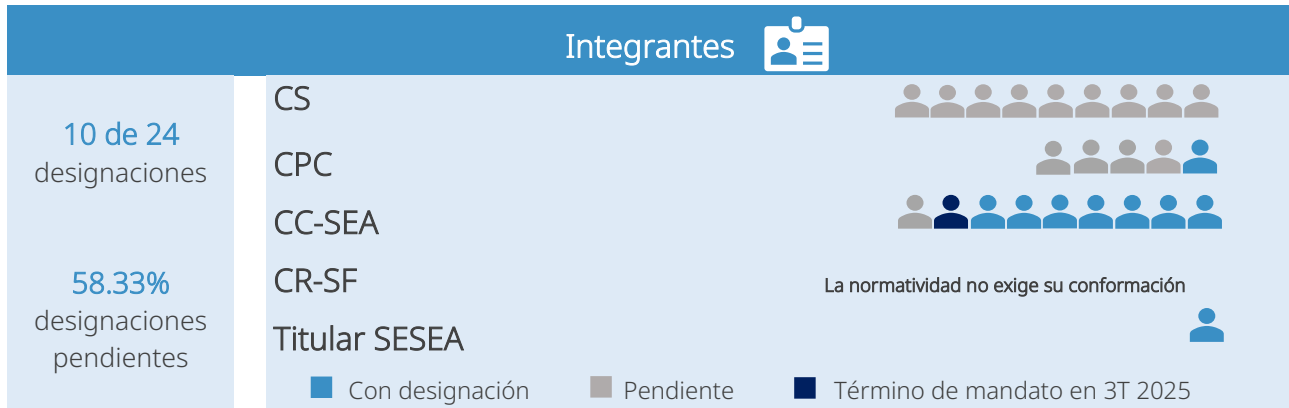 Integrantes
10 de 24
designaciones
58.33%
designaciones
pendientes
CS
CPC
CC-SEA
CR-SF
La normatividad no exige su conformación
Titular SESEA
Con designación
Pendiente
Término de mandato en 3T 2025